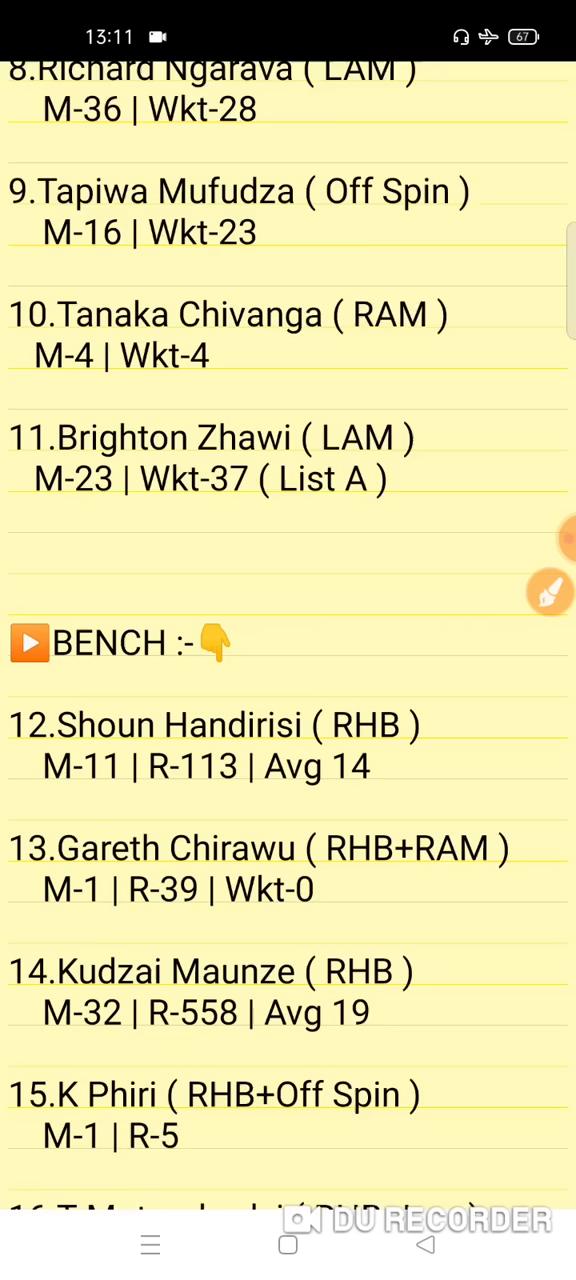 13:11
67
8.Richard Ngarava ( LAM )
M-36 | Wkt-28
9.Tapiwa Mufudza ( Off Spin )
M-16 | Wkt-23
10.Tanaka Chivanga ( RAM )
M-4 | Wkt-4
11.Brighton Zhawi ( LAM )
M-23 | Wkt-37 ( List A )
BENCH :-
12.Shoun Handirisi ( RHB )
M-11 | R-113 | Avg 14
13.Gareth Chirawu ( RHB+RAM )
M-1 | R-39 | Wkt-0
14.Kudzai Maunze ( RHB )
M-32 | R-558 | Avg 19
15.K Phiri ( RHB+Off Spin )
M-1 | R-5
DU RECORDER